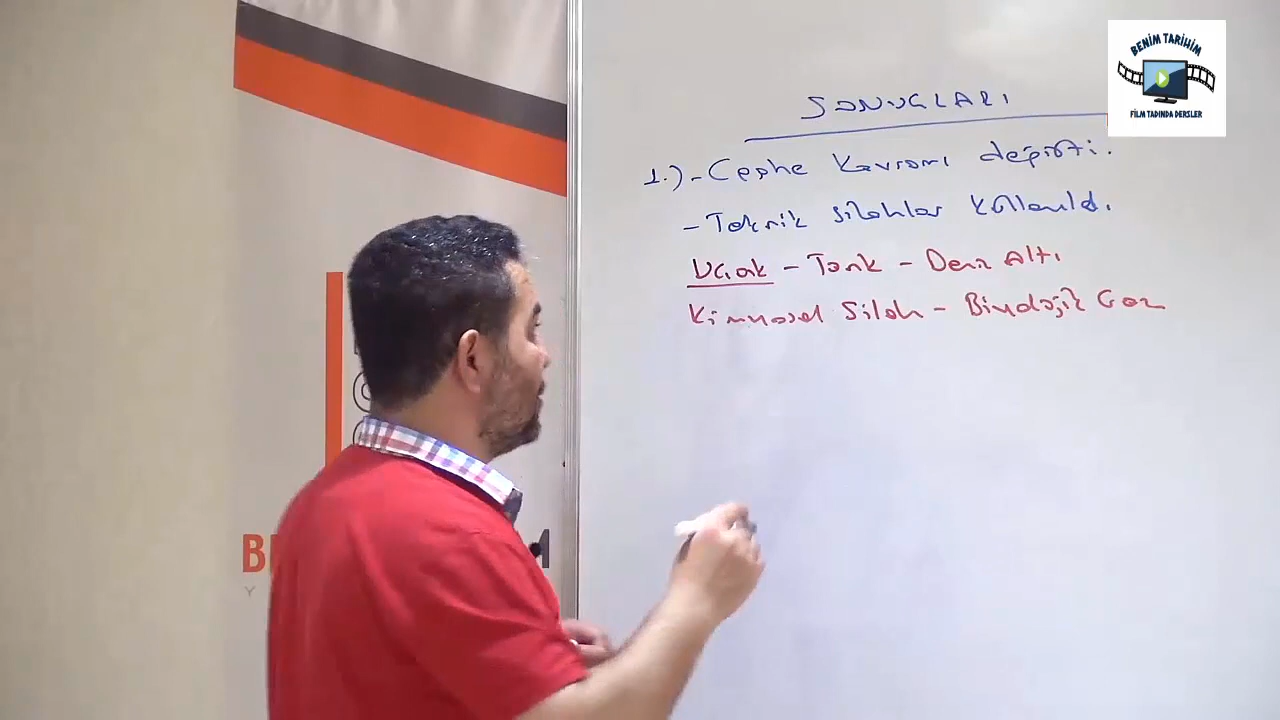 BENİM TARİHİM
FİLM TADINDA DERSLER
SONUÇLARI
1.) - Cephe Kavramı değişti.
- Teknik silahlar kullanıldı.
Uçak - Tank - Deniz Altı
Kimyasal Silah - Biyolojik Gaz
B
Y